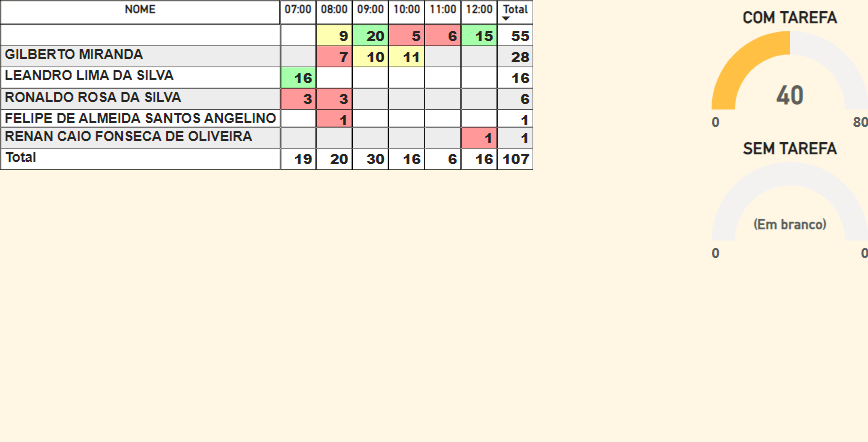 NOME 07:00 08:00 09:00 10:00 11:00 12:00 Total
9 20 5 6 15 55
GILBERTO MIRANDA 7 10 11 28
LEANDRO LIMA DA SILVA 16 16
RONALDO ROSA DA SILVA 3 3 6
FELIPE DE ALMEIDA SANTOS ANGELINO 1 1
RENAN CAIO FONSECA DE OLIVEIRA 1 1
Total 19 20 30 16 6 16 107
COM TAREFA
40
0 80
SEM TAREFA
(Em branco)
0 0